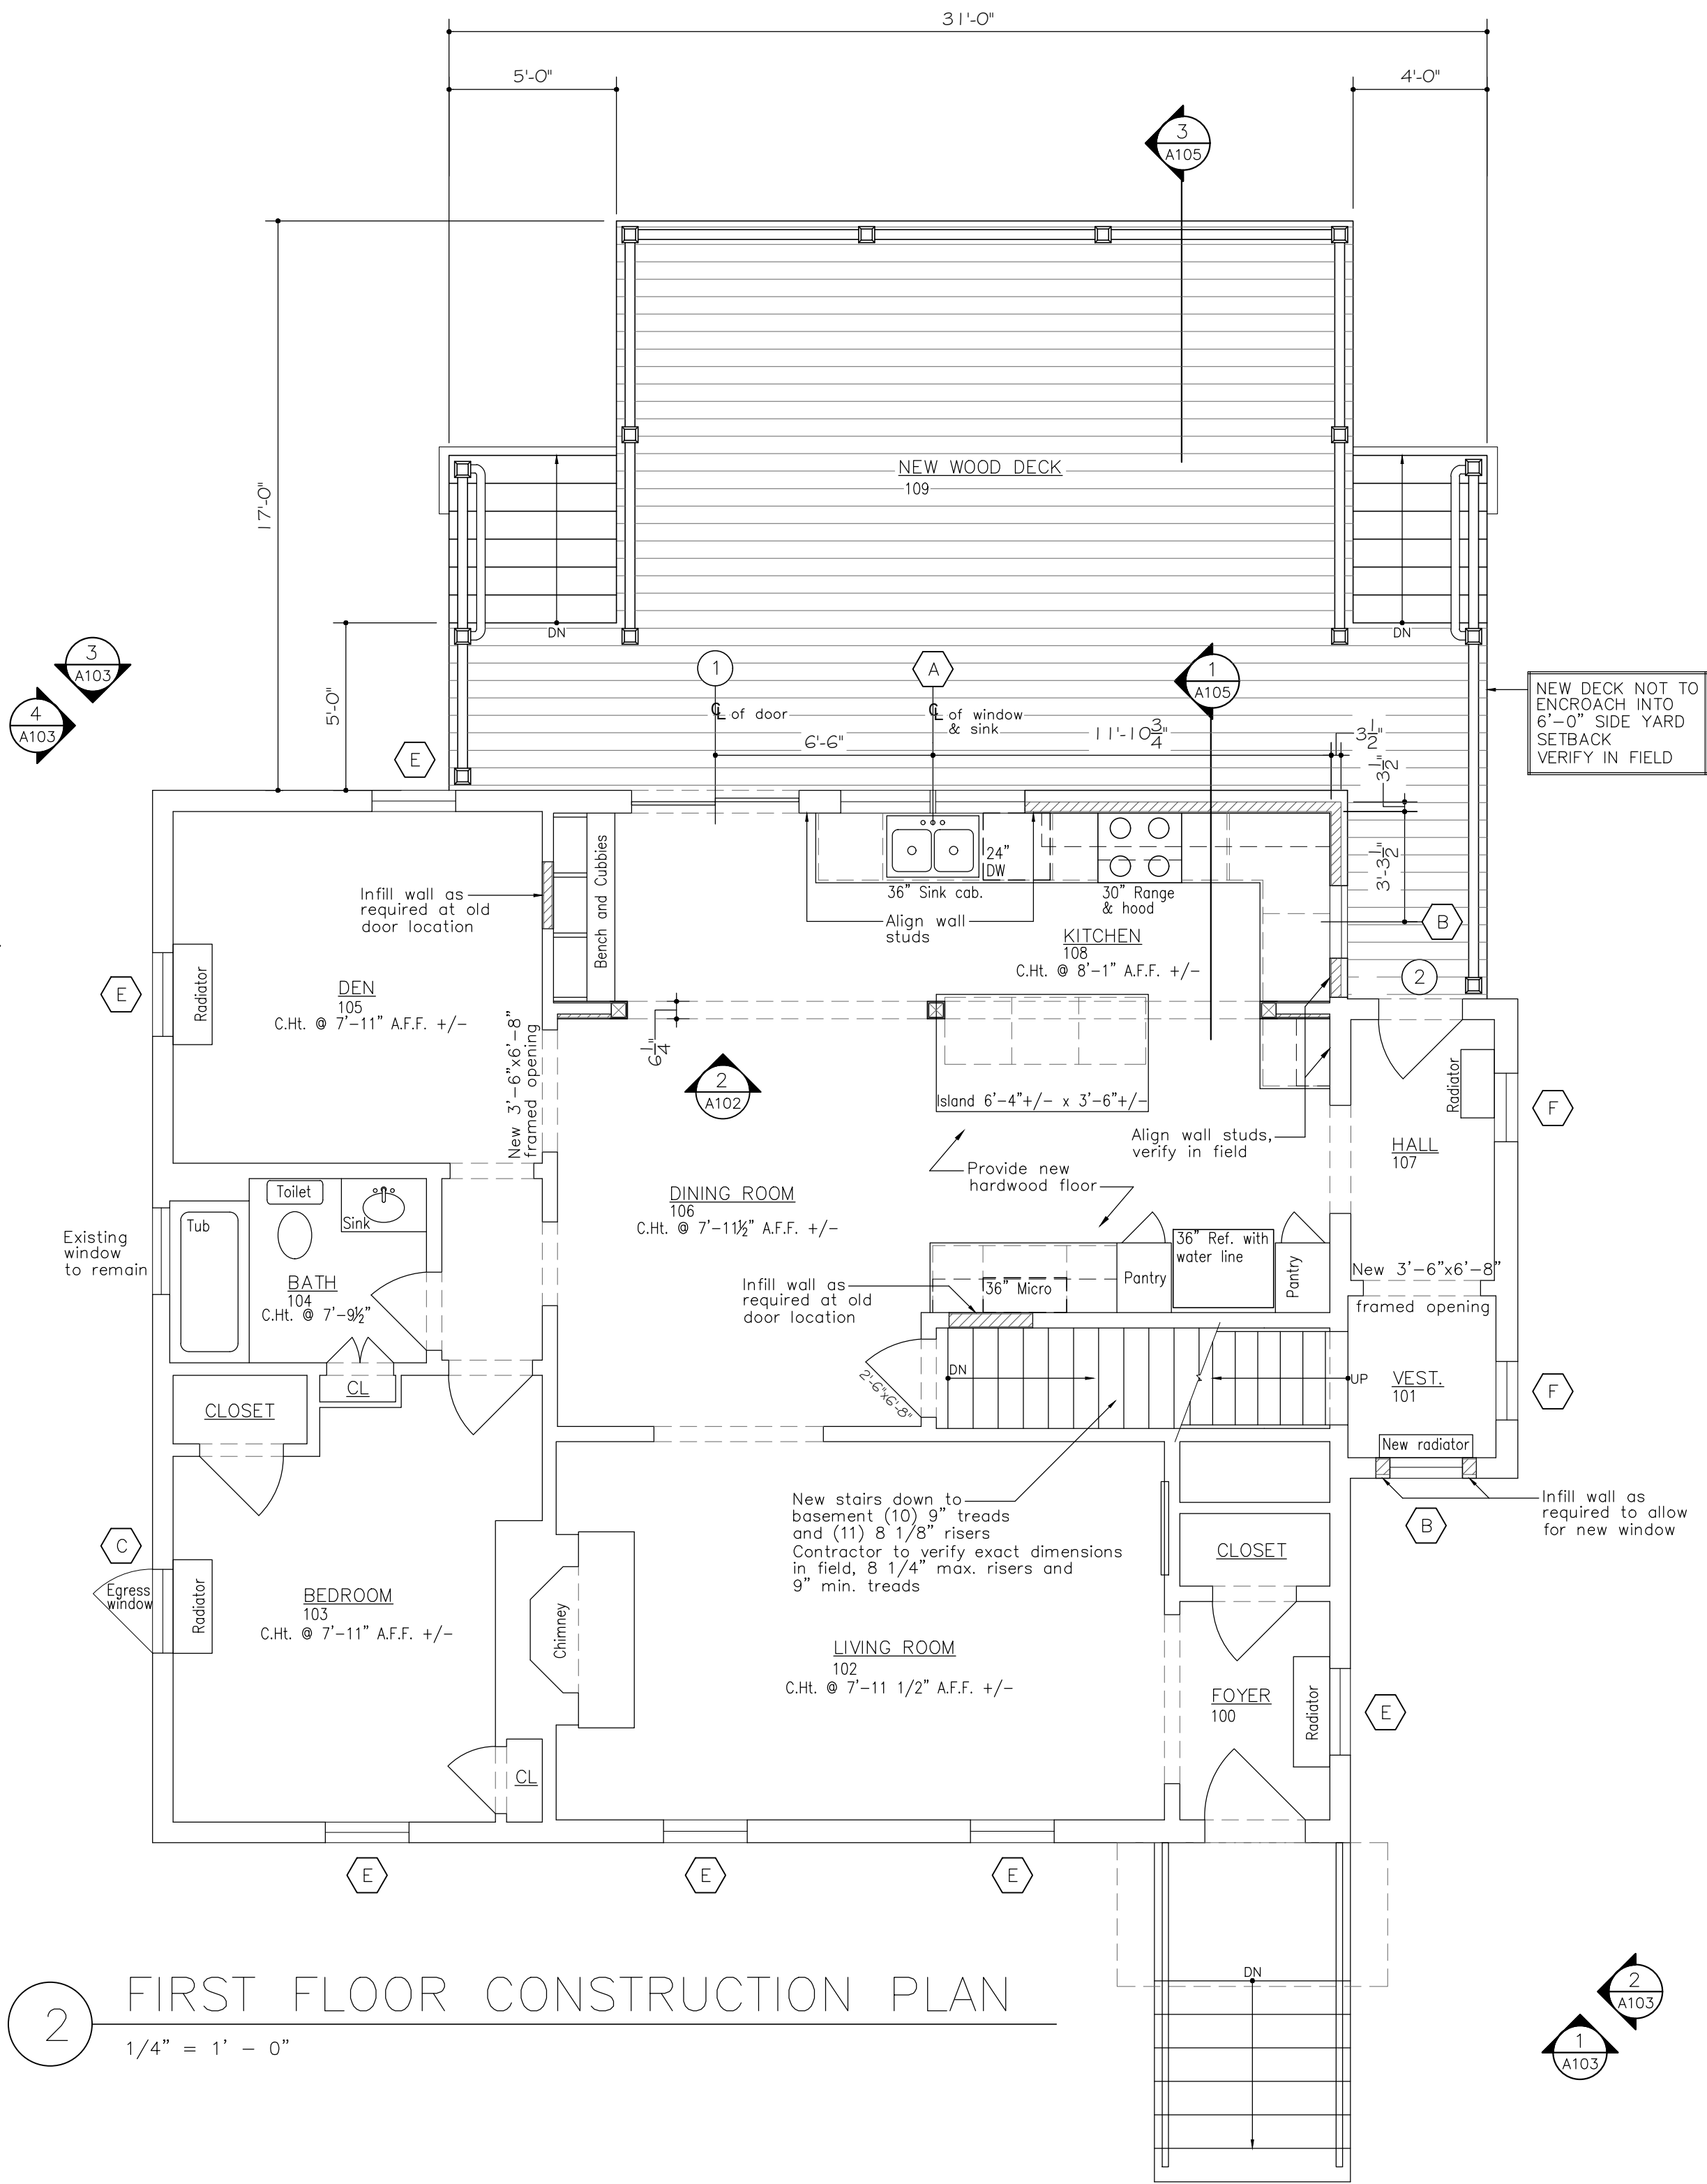 31'-0"
5'-0"
4'-0"
3
A105
17'-0"
NEW WOOD DECK
109
DN
DN
5'-0"
3
A103
4
A103
1
A
1
A105
℄ of door
℄ of window
& sink
6'-6"
11'-10 3/4"
3 1/2"
3 1/2"
3'-3 1/2"
NEW DECK NOT TO
ENCROACH INTO
6'-0" SIDE YARD
SETBACK
VERIFY IN FIELD
E
Infill wall as
required at old
door location
Bench and Cubbies
24"
DW
36" Sink cab.
30" Range
& hood
Align wall
studs
KITCHEN
108
C.Ht. @ 8'-1" A.F.F. +/-
B
2
E
Radiator
DEN
105
C.Ht. @ 7'-11" A.F.F. +/-
New 3'-6"x6'-8"
framed opening
6 1/4"
2
A102
Island 6'-4"+/- x 3'-6"+/-
Radiator
F
Align wall studs,
verify in field
HALL
107
Provide new
hardwood floor
DINING ROOM
106
C.Ht. @ 7'-11½" A.F.F. +/-
Toilet
Sink
Tub
Existing
window
to remain
BATH
104
C.Ht. @ 7'-9½"
36" Ref. with
water line
Pantry
Pantry
36" Micro
New 3'-6"x6'-8"
framed opening
Infill wall as
required at old
door location
CL
CLOSET
DN
2'-6"x6'-8"
UP
VEST.
101
F
New radiator
New stairs down to
basement (10) 9" treads
and (11) 8 1/8" risers
Contractor to verify exact dimensions
in field, 8 1/4" max. risers and
9" min. treads
B
Infill wall as
required to allow
for new window
C
CLOSET
Egress
window
Radiator
BEDROOM
103
C.Ht. @ 7'-11" A.F.F. +/-
Chimney
LIVING ROOM
102
C.Ht. @ 7'-11 1/2" A.F.F. +/-
FOYER
100
Radiator
E
CL
E
E
E
DN
2
FIRST FLOOR CONSTRUCTION PLAN
1/4" = 1' - 0"
2
A103
1
A103